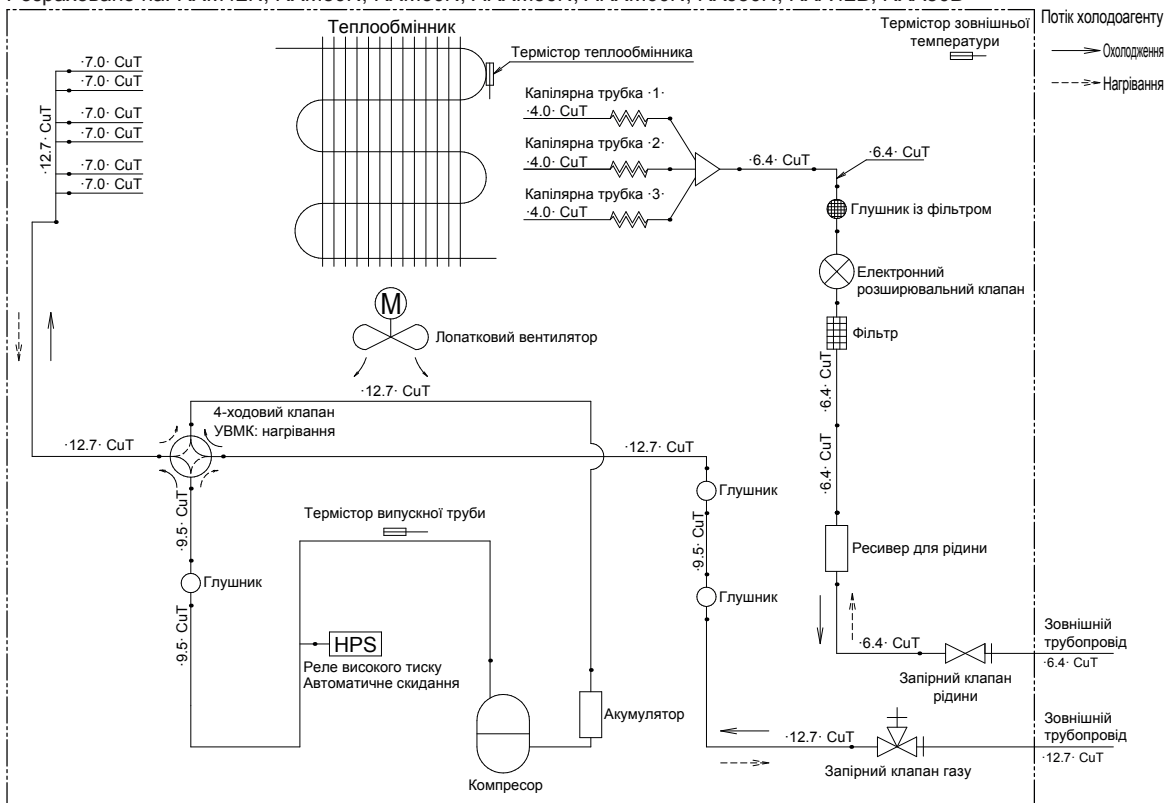 Потік холодоагенту
Охолодження
Нагрівання
Теплообмінник
Термістор теплообмінника
Термістор зовнішньої
температури
·7.0· CuT
·7.0· CuT
·7.0· CuT
·7.0· CuT
·7.0· CuT
·7.0· CuT
·12.7· CuT
Капілярна трубка ·1·
·4.0· CuT
Капілярна трубка ·2·
·4.0· CuT
Капілярна трубка ·3·
·4.0· CuT
·6.4· CuT
·6.4· CuT
Глушник із фільтром
Електронний
розширювальний клапан
Фільтр
·6.4· CuT
·6.4· CuT
M
Лопатковий вентилятор
·12.7· CuT
4-ходовий клапан
УВМК: нагрівання
·12.7· CuT
·12.7· CuT
·9.5· CuT
Глушник
·9.5· CuT
Термістор випускної труби
Глушник
·9.5· CuT
Глушник
Ресивер для рідини
HPS
Реле високого тиску
Автоматичне скидання
Компресор
Акумулятор
·6.4· CuT
Запірний клапан
рідини
Зовнішній
трубопровід
·6.4· CuT
·12.7· CuT
Запірний клапан газу
Зовнішній
трубопровід
·12.7· CuT